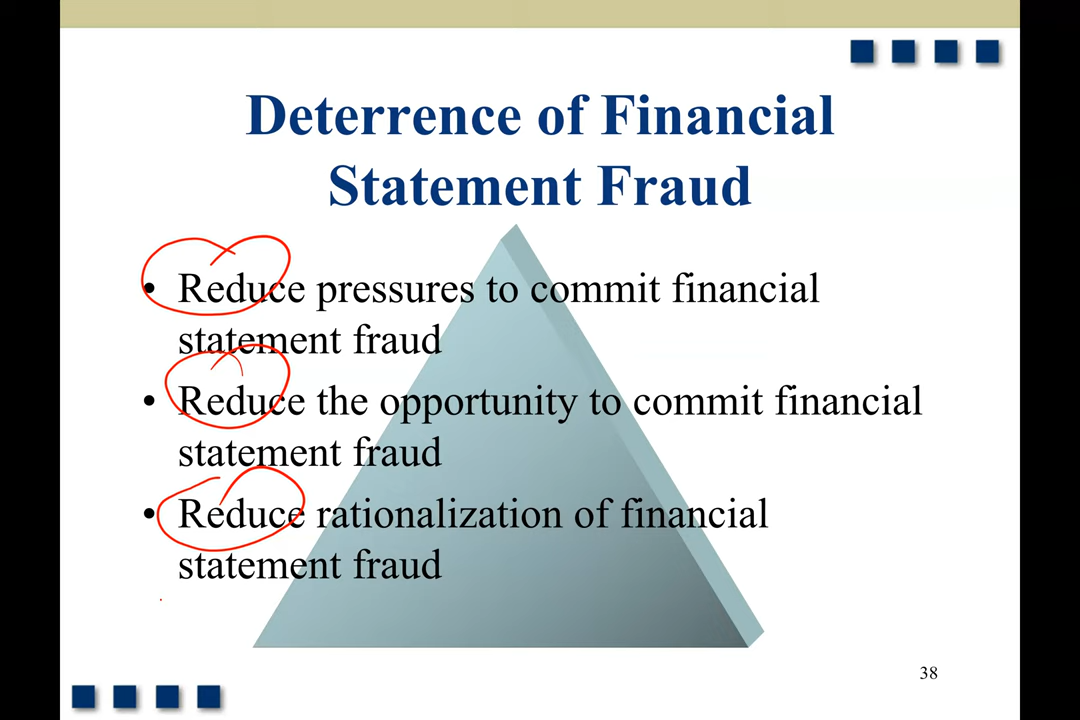 Deterrence of Financial
Statement Fraud
• Reduce pressures to commit financial
statement fraud
• Reduce the opportunity to commit financial
statement fraud
• Reduce rationalization of financial
statement fraud
38